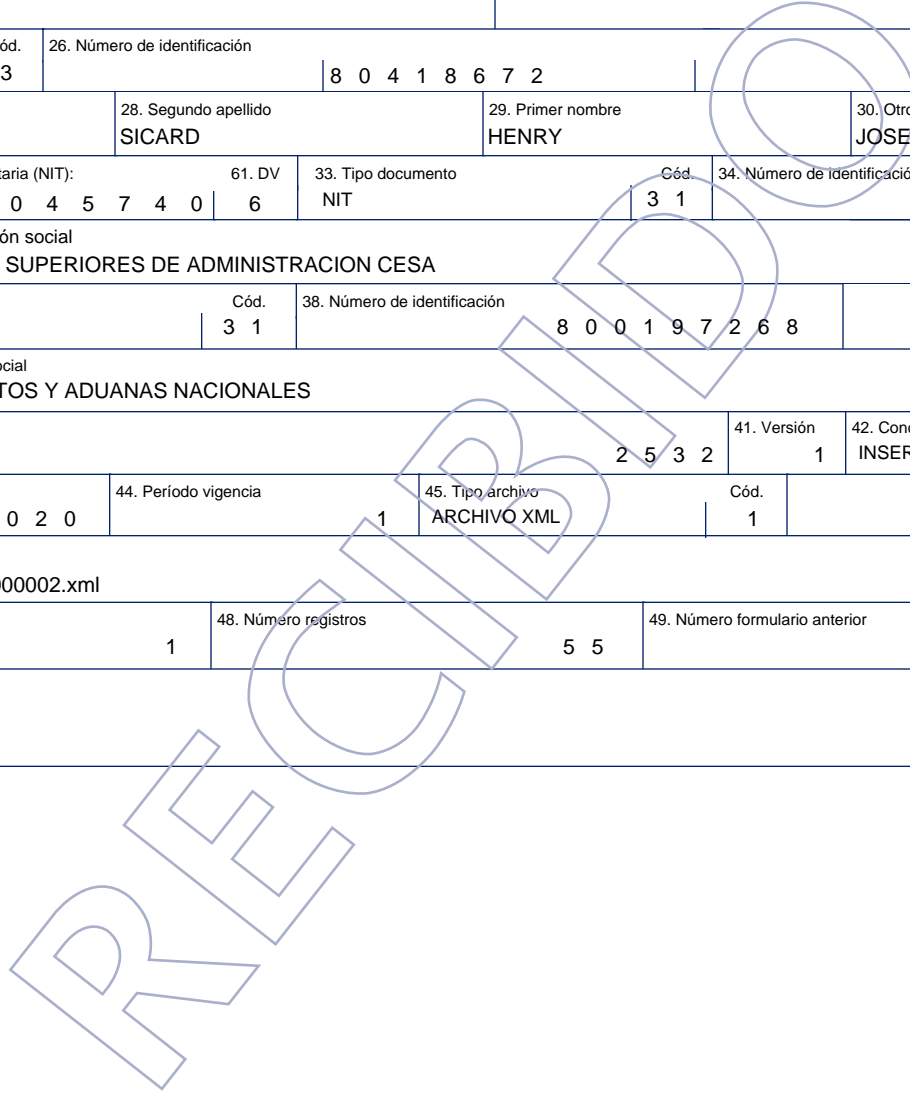 ód. 26. Número de identificación
3 8 0 4 1 8 6 7 2
28. Segundo apellido 29. Primer nombre 30. Otro
SICARD HENRY JOSE
taria (NIT): 61. DV 33. Tipo documento Cód. 34. Número de identificació
0 4 5 7 4 0 6 NIT 3 1
ón social
SUPERIORES DE ADMINISTRACION CESA
Cód. 38. Número de identificación
3 1 8 0 0 1 9 7 2 6 8
ocial
TOS Y ADUANAS NACIONALES
41. Versión 42. Conc
2 5 3 2 1 INSER
44. Período vigencia 45. Tipo archivo Cód.
0 2 0 1 ARCHIVO XML 1
000002.xml
48. Número registros 49. Número formulario anterior
1 5 5
RECIBIDO